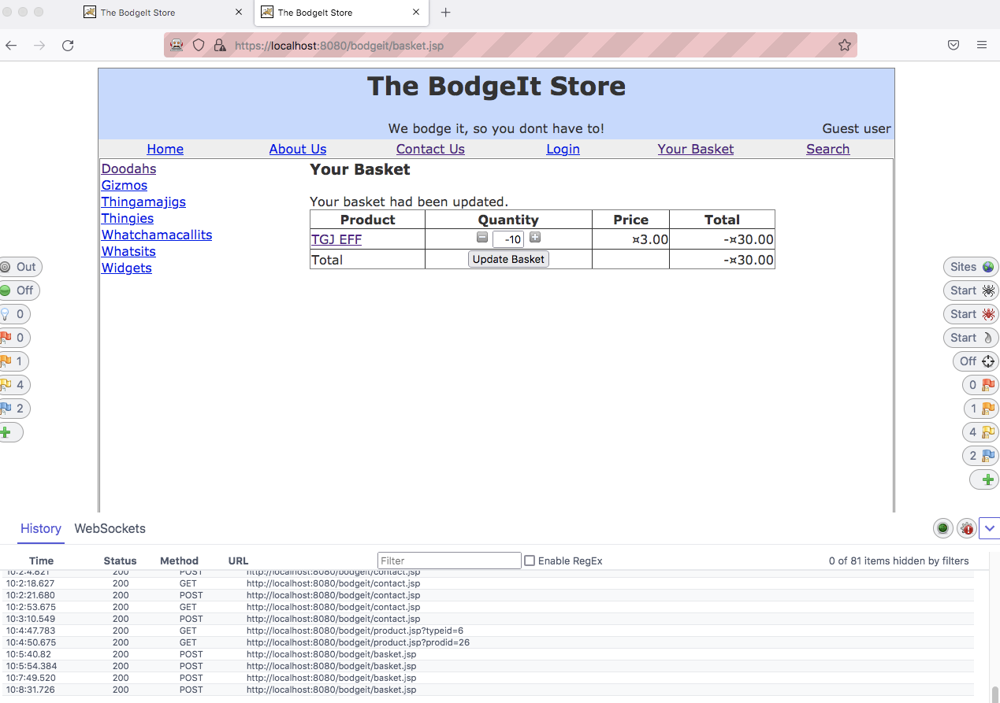 The BodgeIt Store
The BodgeIt Store
https://localhost:8080/bodgeit/basket.jsp
The BodgeIt Store
We bodge it, so you dont have to!
Guest user
Home About Us Contact Us Login Your Basket Search
Doodahs
Gizmos
Thingamajigs
Thingies
Whatchamacallits
Whatsits
Widgets
Your Basket
Your basket had been updated.
Product Quantity Price Total
TGJ EFF -10 ¤3.00 -¤30.00
Total Update Basket -¤30.00
Out
Off
0
0
1
4
2
Sites
Start
Start
Start
Off
0
1
4
2
History WebSockets
Time Status Method URL Filter Enable RegEx 0 of 81 items hidden by filters
10:2:4.821 200 POST http://localhost:8080/bodgeit/contact.jsp
10:2:18.627 200 GET http://localhost:8080/bodgeit/contact.jsp
10:2:21.680 200 POST http://localhost:8080/bodgeit/contact.jsp
10:2:53.675 200 GET http://localhost:8080/bodgeit/contact.jsp
10:3:10.549 200 POST http://localhost:8080/bodgeit/contact.jsp
10:4:47.783 200 GET http://localhost:8080/bodgeit/product.jsp?typeid=6
10:4:50.675 200 GET http://localhost:8080/bodgeit/product.jsp?prodid=26
10:5:40.82 200 POST http://localhost:8080/bodgeit/basket.jsp
10:5:54.384 200 POST http://localhost:8080/bodgeit/basket.jsp
10:7:49.520 200 POST http://localhost:8080/bodgeit/basket.jsp
10:8:31.726 200 POST http://localhost:8080/bodgeit/basket.jsp